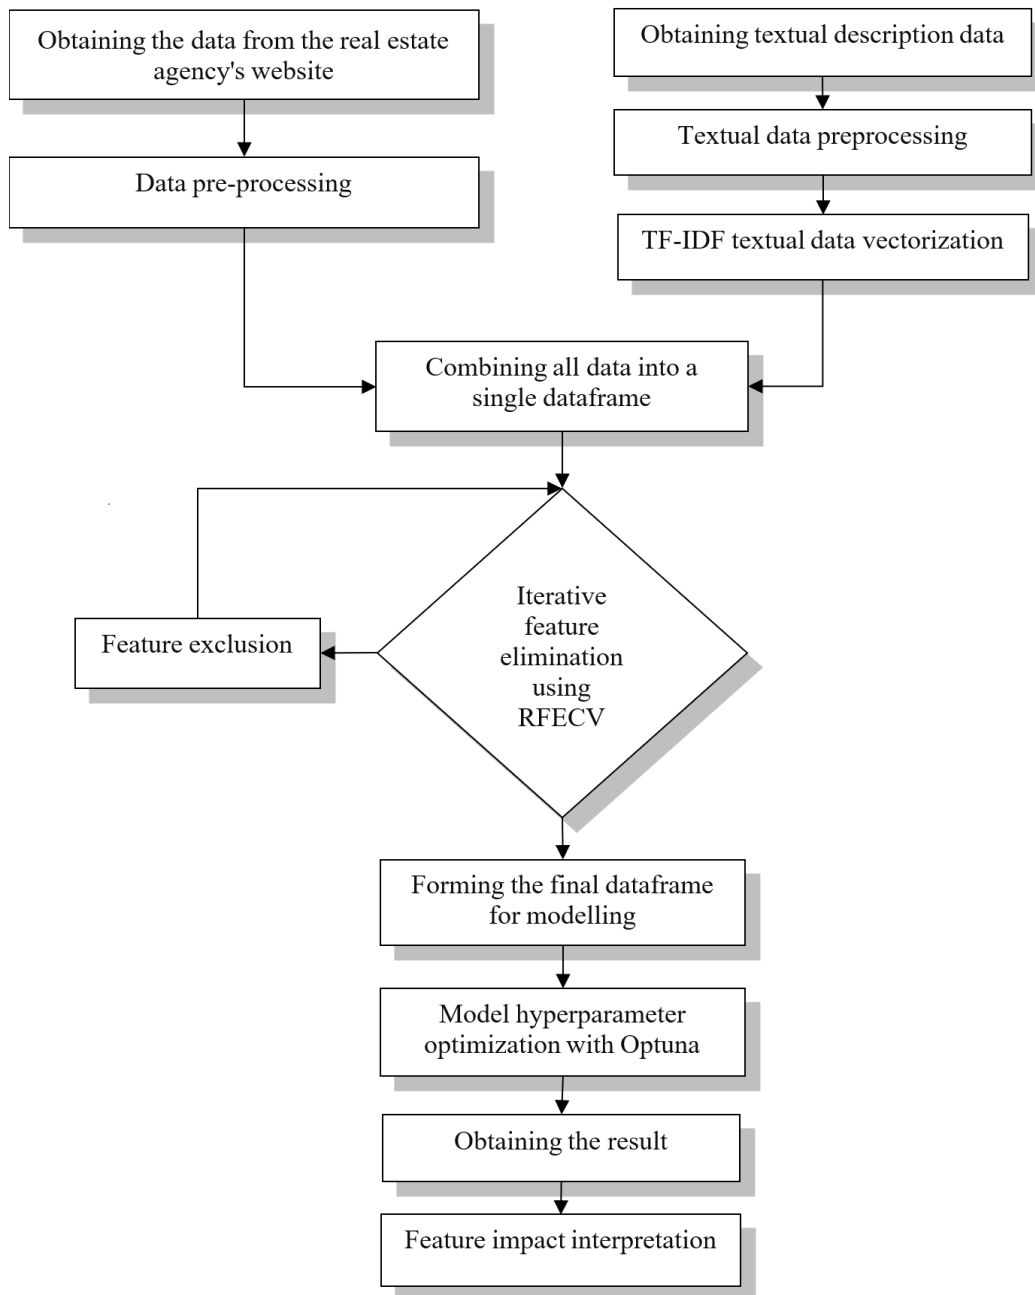 Obtaining the data from the real estate
agency's website
Obtaining textual description data
Textual data preprocessing
Data pre-processing
TF-IDF textual data vectorization
Combining all data into a
single dataframe
Iterative
feature
elimination
using
RFECV
Feature exclusion
Forming the final dataframe
for modelling
Model hyperparameter
optimization with Optuna
Obtaining the result
Feature impact interpretation